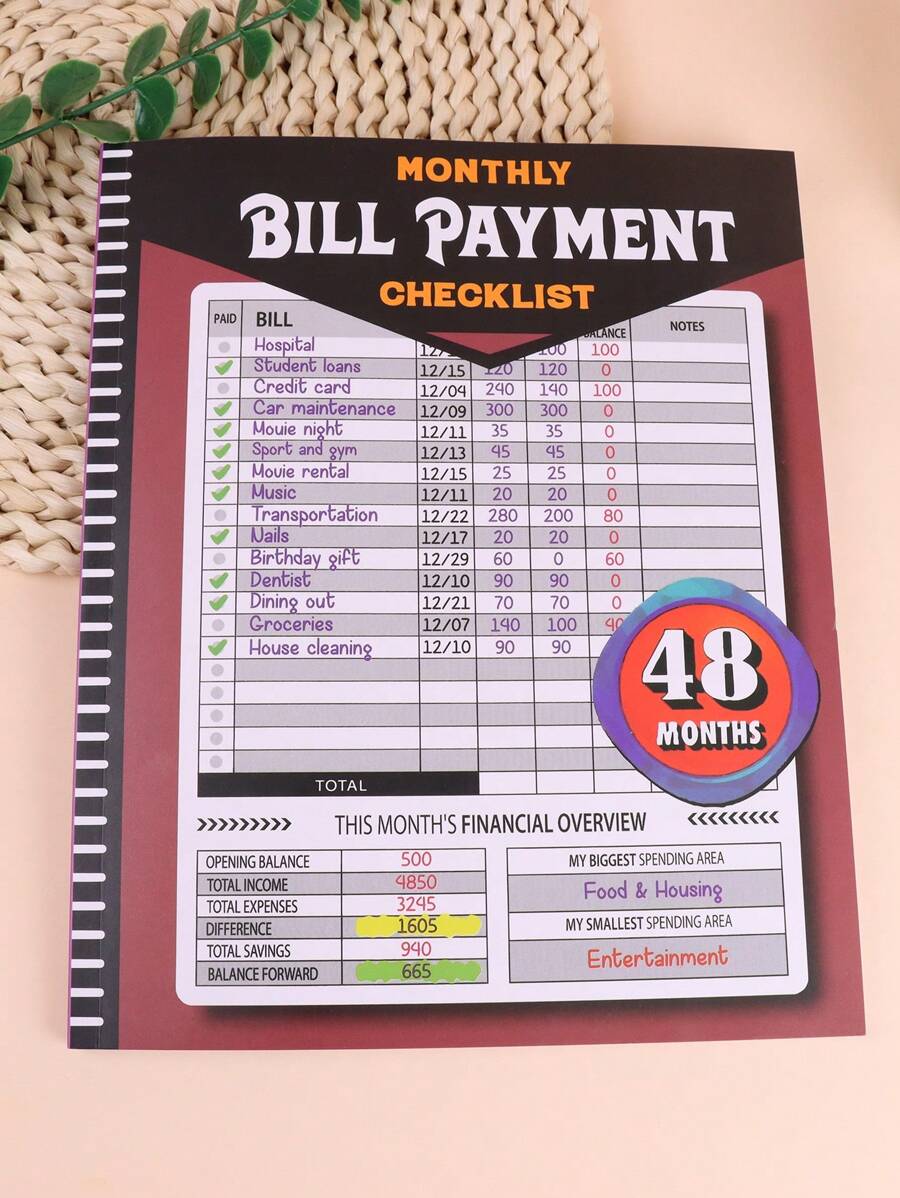 MONTHLY
BILL PAYMENT
CHECKLIST
PAID BILL BALANCE NOTES
Hospital 100 100
Student loans 12/15 120 120 0
Credit card 12/04 240 140 100
Car maintenance 12/09 300 300 0
Movie night 12/11 35 35 0
Sport and gym 12/13 45 45 0
Movie rental 12/15 25 25 0
Music 12/11 20 20 0
Transportation 12/22 280 200 80
Nails 12/17 20 20 0
Birthday gift 12/29 60 0 60
Dentist 12/10 90 90 0
Dining out 12/21 70 70 0
Groceries 12/07 140 100 40
House cleaning 12/10 90 90
48
MONTHS
TOTAL
THIS MONTH'S FINANCIAL OVERVIEW
OPENING BALANCE 500
TOTAL INCOME 4850
TOTAL EXPENSES 3245
DIFFERENCE 1605
TOTAL SAVINGS 940
BALANCE FORWARD 665
MY BIGGEST SPENDING AREA
Food & Housing
MY SMALLEST SPENDING AREA
Entertainment